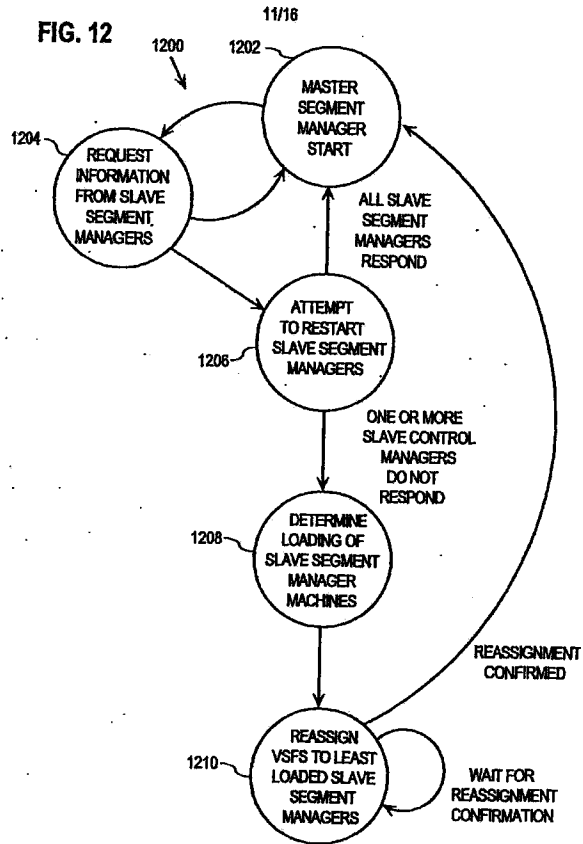 11/16
FIG. 12
1200
1202
MASTER
SEGMENT
MANAGER
START
1204
REQUEST
INFORMATION
FROM SLAVE
SEGMENT
MANAGERS
ALL SLAVE
SEGMENT
MANAGERS
RESPOND
1206
ATTEMPT
TO RESTART
SLAVE SEGMENT
MANAGERS
ONE OR MORE
SLAVE CONTROL
MANAGERS
DO NOT
RESPOND
1208
DETERMINE
LOADING OF
SLAVE SEGMENT
MANAGER
MACHINES
REASSIGNMENT
CONFIRMED
1210
REASSIGN
VSFS TO LEAST
LOADED SLAVE
SEGMENT
MANAGERS
WAIT FOR
REASSIGNMENT
CONFIRMATION